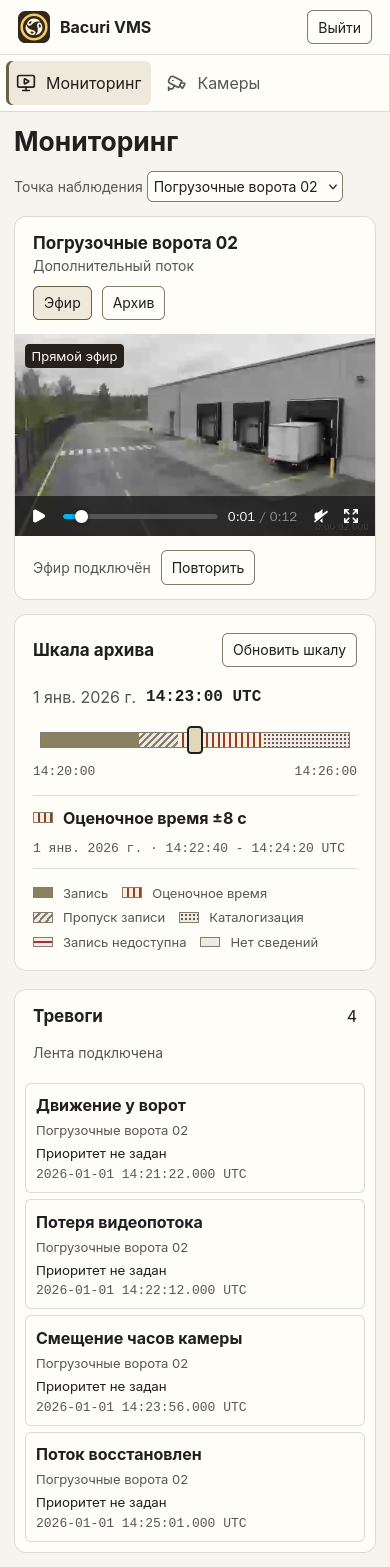 Bacuri VMS
Выйти
Мониторинг
Камеры
Мониторинг
Точка наблюдения Погрузочные ворота 02
Погрузочные ворота 02
Дополнительный поток
Эфир Архив
Прямой эфир
0:01 / 0:12
Эфир подключён Повторить
Шкала архива Обновить шкалу
1 янв. 2026 г. 14:23:00 UTC
14:20:00 14:26:00
Оценочное время ±8 с
1 янв. 2026 г. · 14:22:40 - 14:24:20 UTC
Запись Оценочное время
Пропуск записи Каталогизация
Запись недоступна Нет сведений
Тревоги 4
Лента подключена
Движение у ворот
Погрузочные ворота 02
Приоритет не задан
2026-01-01 14:21:22.000 UTC
Потеря видеопотока
Погрузочные ворота 02
Приоритет не задан
2026-01-01 14:22:12.000 UTC
Смещение часов камеры
Погрузочные ворота 02
Приоритет не задан
2026-01-01 14:23:56.000 UTC
Поток восстановлен
Погрузочные ворота 02
Приоритет не задан
2026-01-01 14:25:01.000 UTC